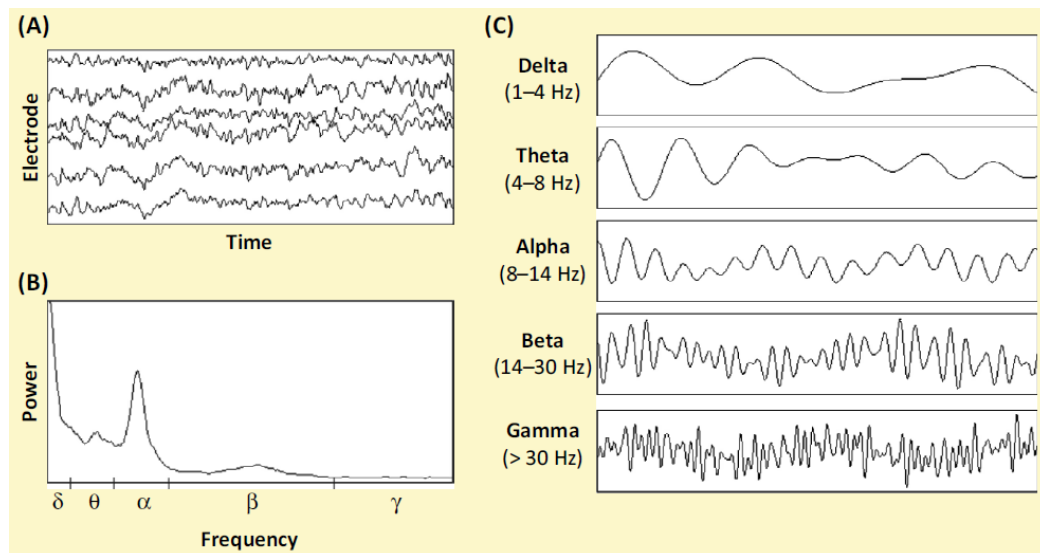 (A)
Electrode
Time
(B)
Power
δ θ α β γ
Frequency
(C)
Delta
(1–4 Hz)
Theta
(4–8 Hz)
Alpha
(8–14 Hz)
Beta
(14–30 Hz)
Gamma
(> 30 Hz)